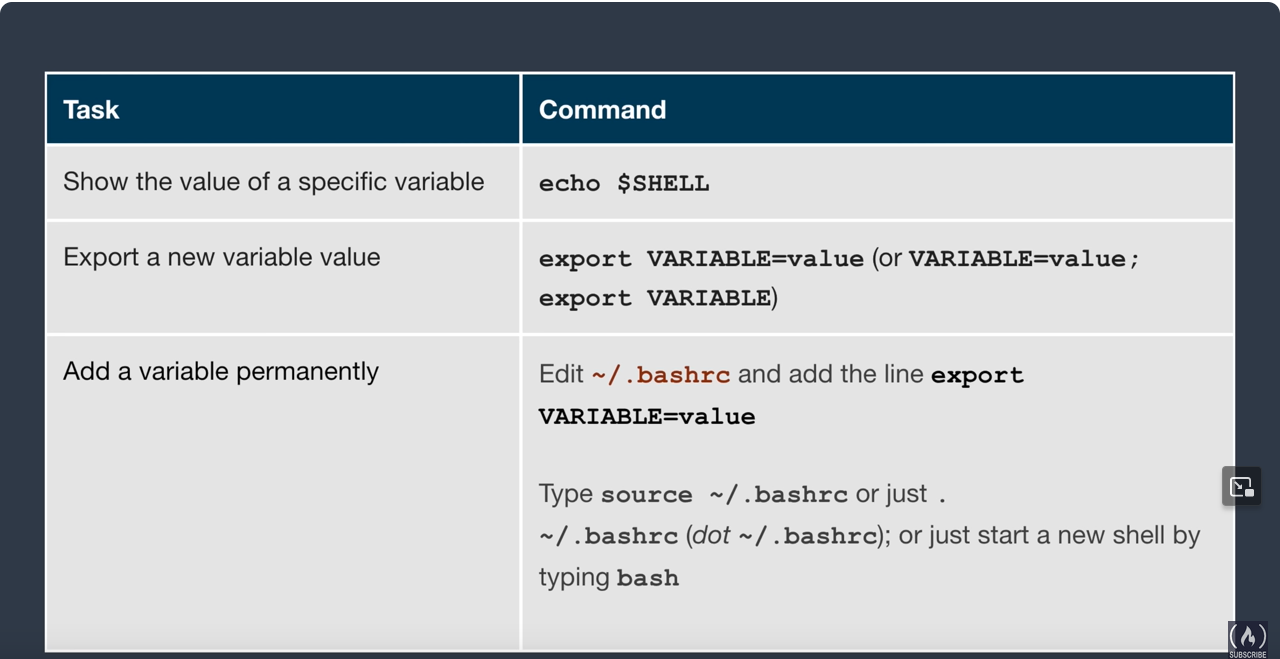 Task
Command
Show the value of a specific variable
echo $SHELL
Export a new variable value
export VARIABLE=value (or VARIABLE=value;
export VARIABLE)
Add a variable permanently
Edit ~/.bashrc and add the line export
VARIABLE=value
Type source ~/.bashrc or just .
~/.bashrc (dot ~/.bashrc); or just start a new shell by
typing bash
SUBSCRIBE